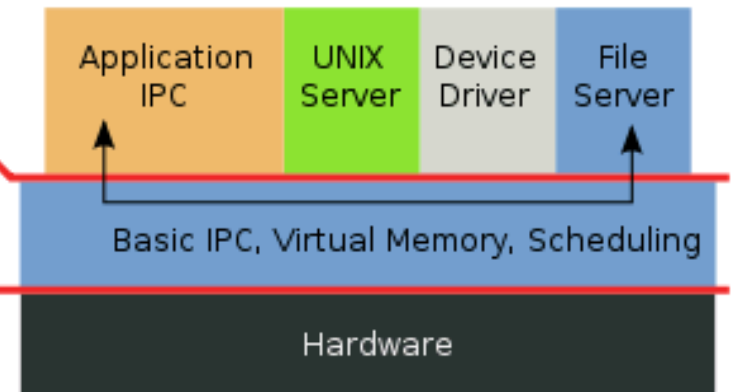 Application
IPC
UNIX
Server
Device
Driver
File
Server
Basic IPC, Virtual Memory, Scheduling
Hardware